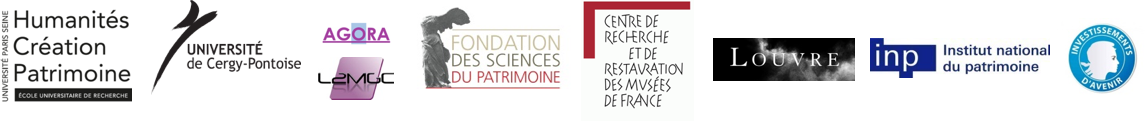 UNIVERSITÉ PARIS SEINE
Humanités
Création
Patrimoine
ÉCOLE UNIVERSITAIRE DE RECHERCHE
UNIVERSITÉ
de Cergy-Pontoise
AGORA
L2MGC
FONDATION
DES SCIENCES
DU PATRIMOINE
CENTRE DE
RECHERCHE
ET DE
RESTAURATION
DES MUSÉES
DE FRANCE
LOUVRE
inp
Institut national
du patrimoine
INVESTISSEMENTS
D'AVENIR